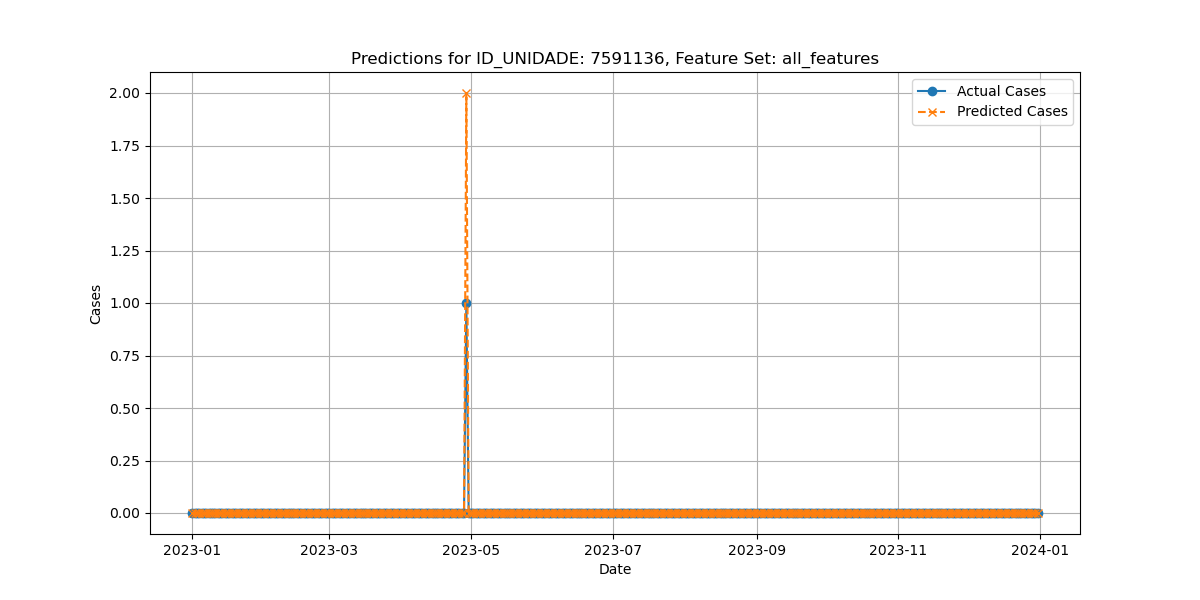 Predictions for ID_UNIDADE: 7591136, Feature Set: all_features
Actual Cases
Predicted Cases
2.00
1.75
1.50
1.25
1.00
0.75
0.50
0.25
0.00
Cases
2023-01 2023-03 2023-05 2023-07 2023-09 2023-11 2024-01
Date